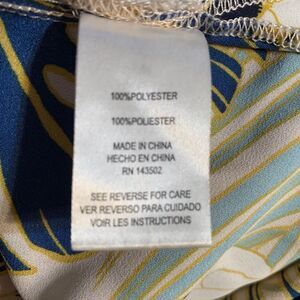 100%POLYESTER
100%POLIESTER
MADE IN CHINA
HECHO EN CHINA
RN 143502
SEE REVERSE FOR CARE
VER REVERSO PARA CUIDADO
VOIR LES INSTRUCTIONS